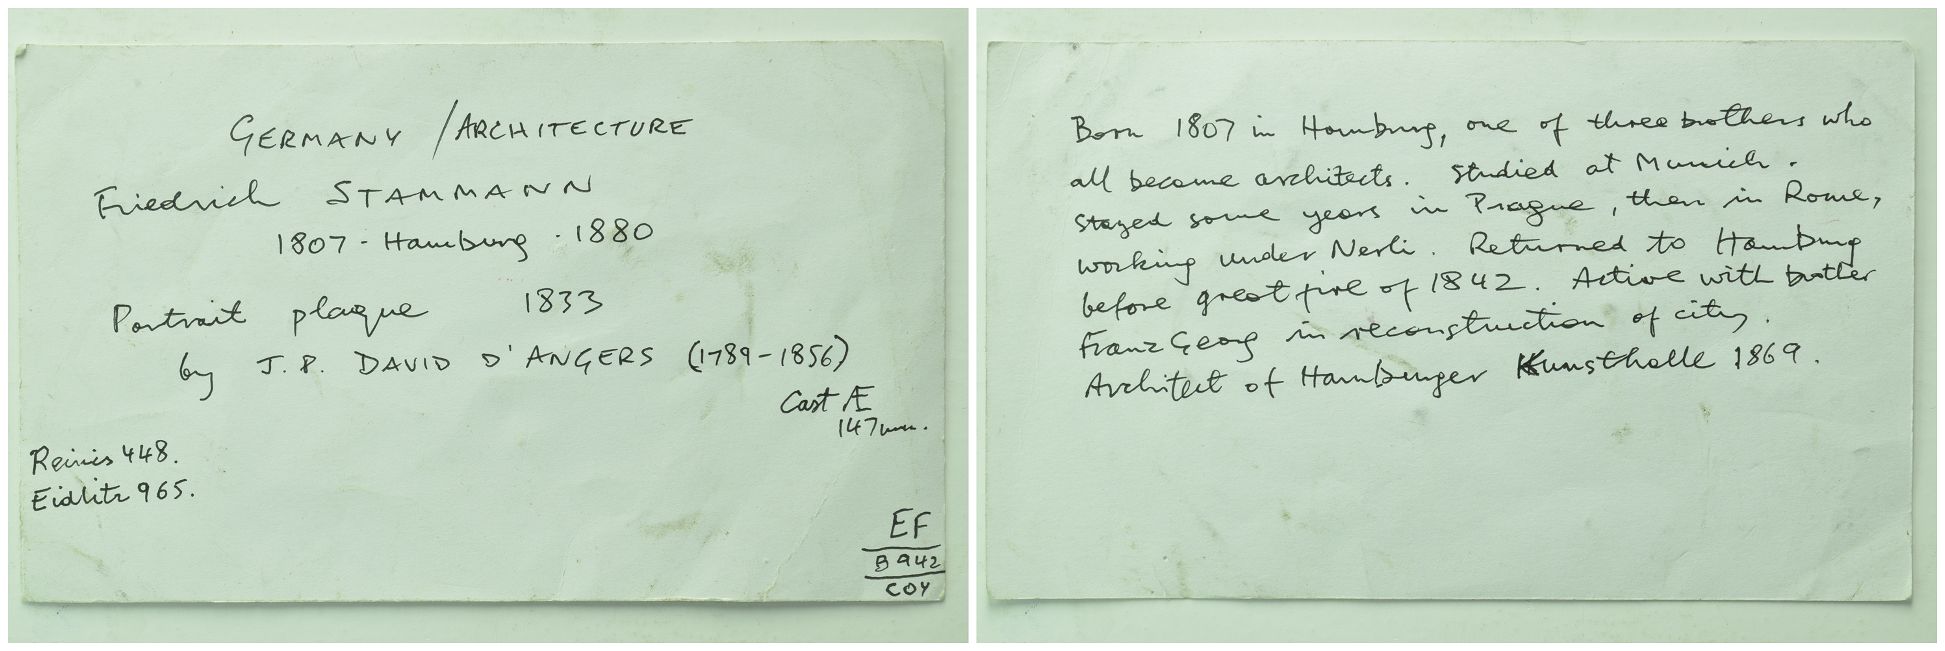 GERMANY / ARCHITECTURE
Friedrich STAMMANN
1807 - Hamburg - 1880
Portrait plaque 1833
by J. P. DAVID D'ANGERS (1789-1856)
Cast Æ
147mm.
Reinis 448.
Eidlitz 965.
EF
B942
COY
Born 1807 in Hamburg, one of three brothers who
all become architects. Studied at Munich.
Stayed some years in Prague, then in Rome,
working under Nerli. Returned to Hamburg
before great fire of 1842. Active with brother
Franz Georg in reconstruction of city.
Architect of Hamburger Kunsthalle 1869.